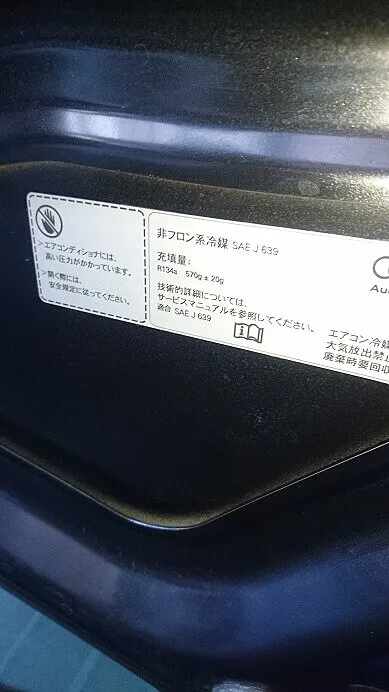 > エアコンディショナには、
高い圧力がかかっています。
> 開く際には、
安全規定に従ってください。
非フロン系冷媒 SAE J 639
充填量:
R134a 570g ± 20g
技術的詳細については、
サービスマニュアルを参照してください。
適合 SAE J 639
Au
エアコン冷媒
大気放出禁止
廃棄時要回収